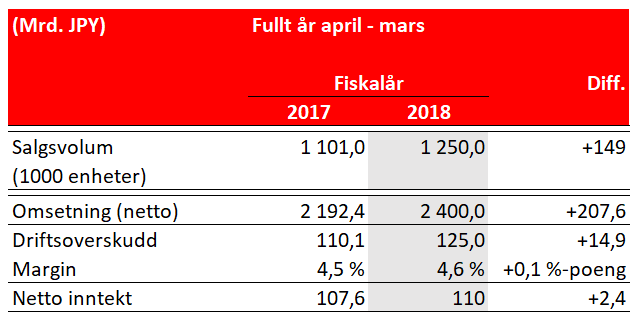 (Mrd. JPY) Fullt år april - mars
Fiskalår Diff.
2017 2018
Salgsvolum 1 101,0 1 250,0 +149
(1000 enheter)
Omsetning (netto) 2 192,4 2 400,0 +207,6
Driftsoverskudd 110,1 125,0 +14,9
Margin 4,5 % 4,6 % +0,1 %-poeng
Netto inntekt 107,6 110 +2,4